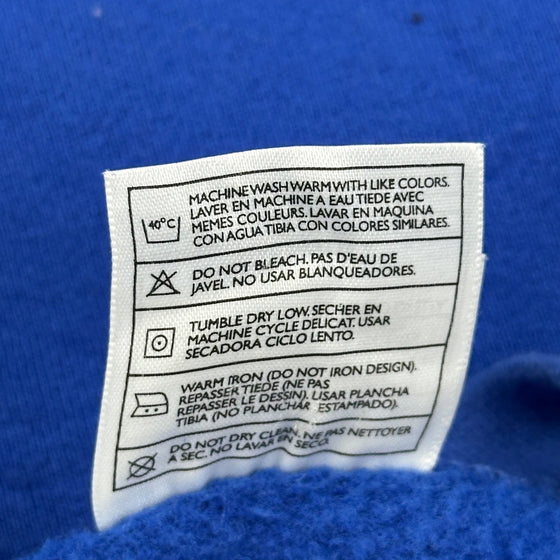 MACHINE WASH WARM WITH LIKE COLORS.
LAVER EN MACHINE A EAU TIEDE AVEC
MEMES COULEURS. LAVAR EN MAQUINA
CON AGUA TIBIA CON COLORES SIMILARES.
40°C
DO NOT BLEACH. PAS D'EAU DE
JAVEL. NO USAR BLANQUEADORES.
TUMBLE DRY LOW. SECHER EN
MACHINE CYCLE DELICAT. USAR
SECADORA CICLO LENTO.
WARM IRON (DO NOT IRON DESIGN).
REPASSER TIEDE (NE PAS
REPASSER LE DESSIN). USAR PLANCHA
TIBIA (NO PLANCHAR ESTAMPADO).
DO NOT DRY CLEAN. NE PAS NETTOYER
A SEC. NO LAVAR EN SECO.